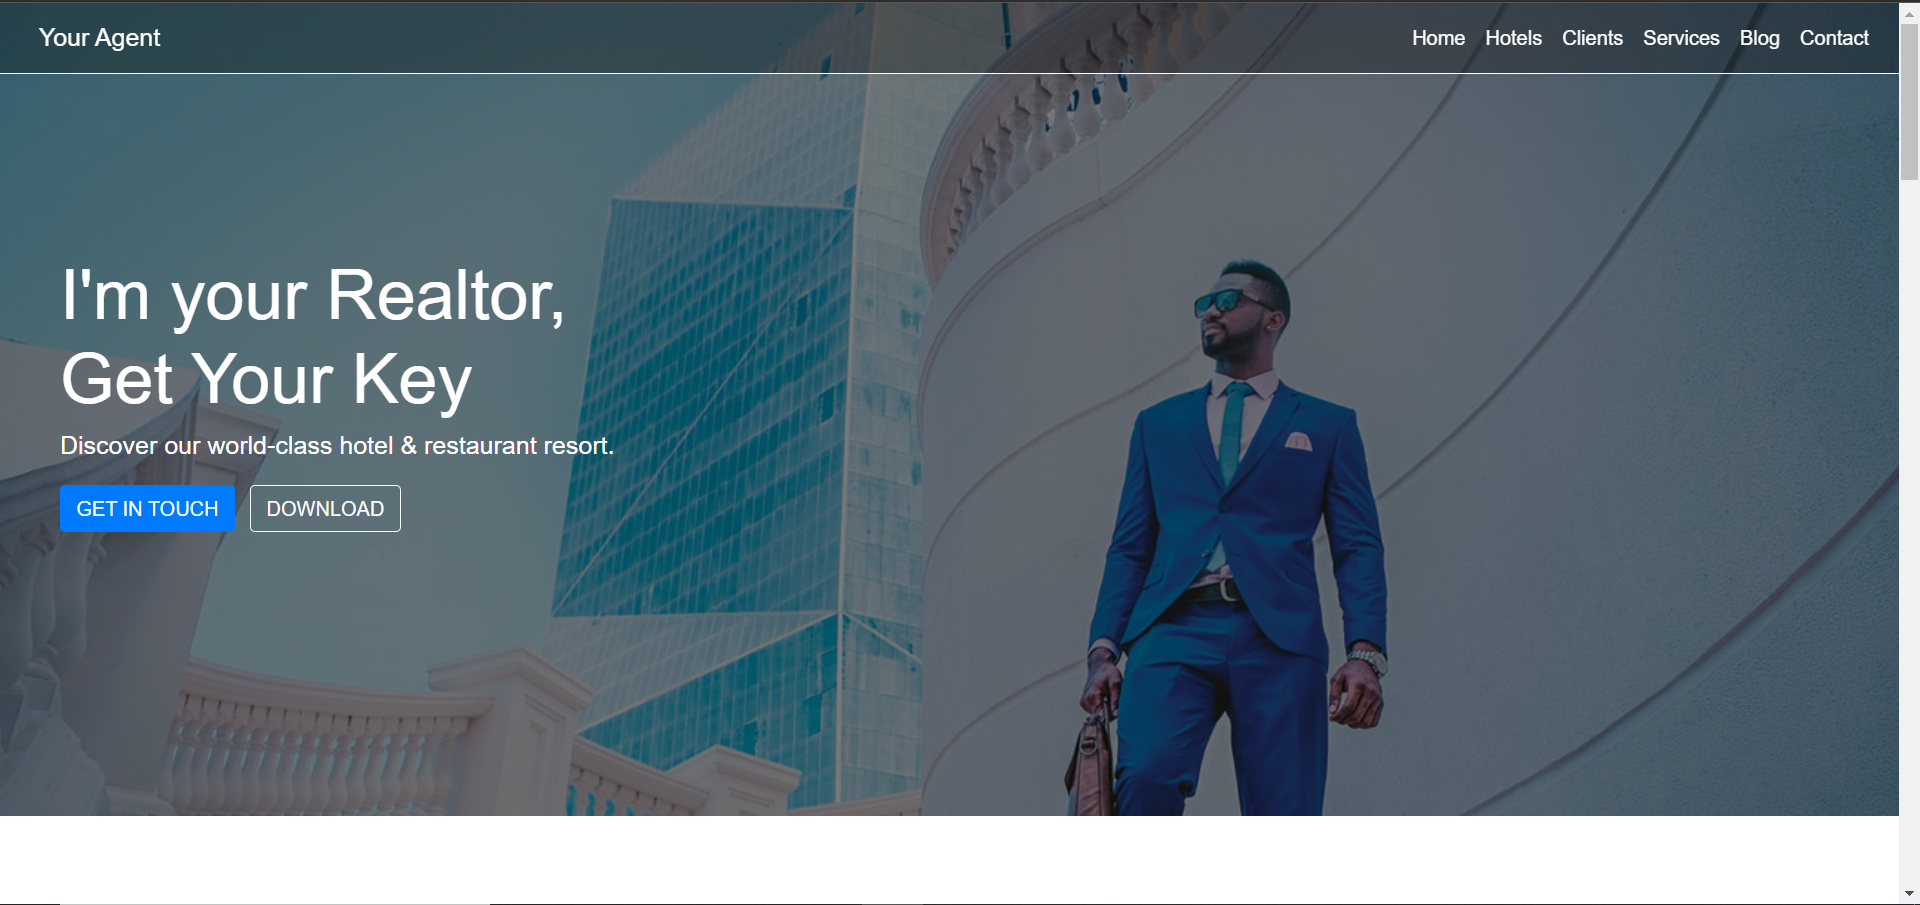 Your Agent
Home Hotels Clients Services Blog Contact
I'm your Realtor,
Get Your Key
Discover our world-class hotel & restaurant resort.
GET IN TOUCH DOWNLOAD